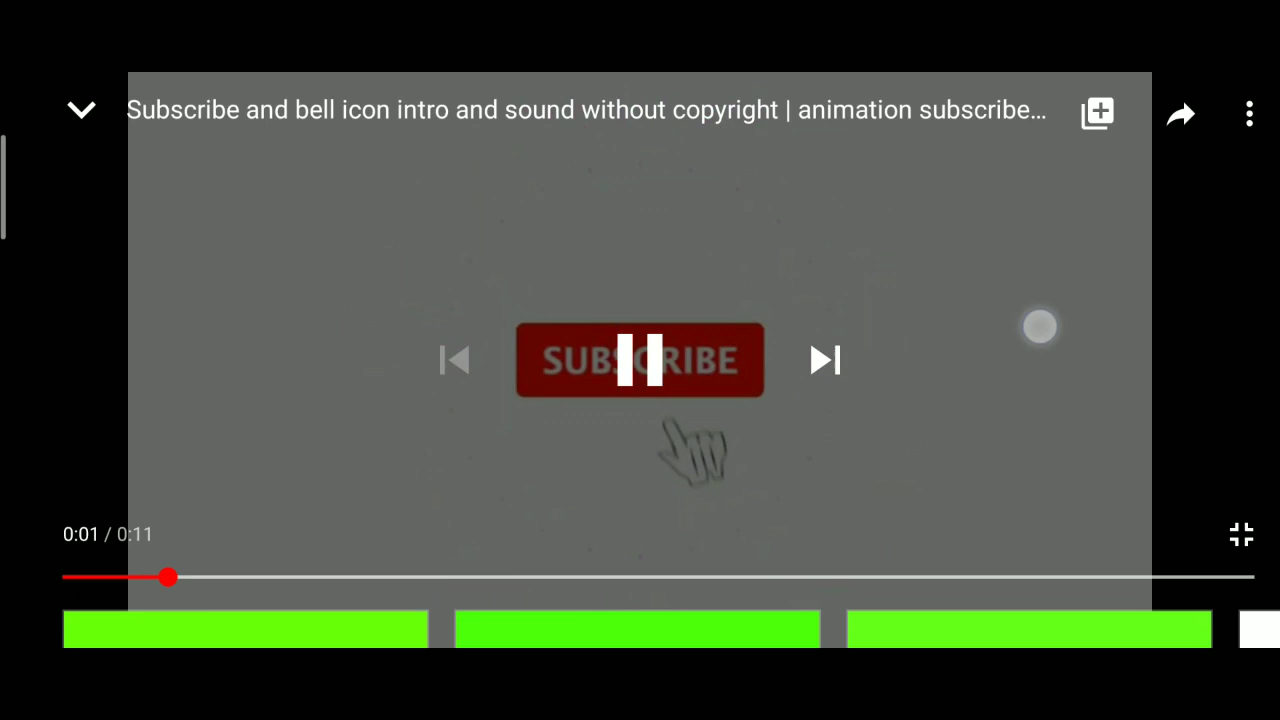 Subscribe and bell icon intro and sound without copyright | animation subscribe...
SUBSCRIBE
0:01 / 0:11